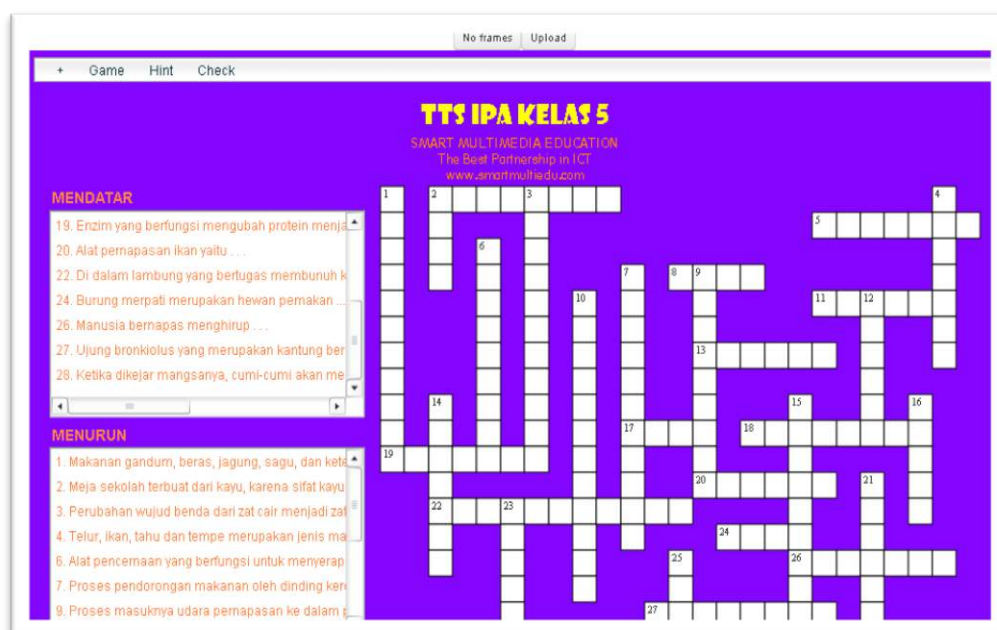 No frames Upload
+ Game Hint Check
TTS IPA KELAS 5
SMART MULTIMEDIA EDUCATION
The Best Partnership in ICT
www.smartmultiedu.com
MENDATAR
19. Enzim yang berfungsi mengubah protein menja
20. Alat pernapasan ikan yaitu . . .
22. Di dalam lambung yang bertugas membunuh k
24. Burung merpati merupakan hewan pemakan ...
26. Manusia bernapas menghirup . . .
27. Ujung bronkiolus yang merupakan kantung ber
28. Ketika dikejar mangsanya, cumi-cumi akan me
MENURUN
1. Makanan gandum, beras, jagung, sagu, dan kete
2. Meja sekolah terbuat dari kayu, karena sifat kayu
3. Perubahan wujud benda dari zat cair menjadi zat
4. Telur, ikan, tahu dan tempe merupakan jenis ma
6. Alat pencernaan yang berfungsi untuk menyerap
7. Proses pendorongan makanan oleh dinding kero
9. Proses masuknya udara pernapasan ke dalam p
1 2 3 4
5
6
7 8 9
10 11 12
13
14 15 16
17 18
19
20 21
22 23
24
25 26
27